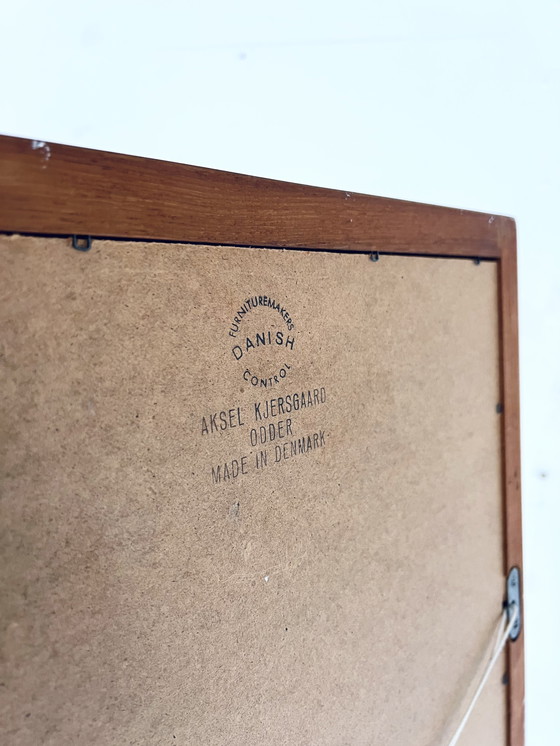 FURNITUREMAKERS
DANISH
CONTROL
AKSEL KJERSGAARD
ODDER
MADE IN DENMARK